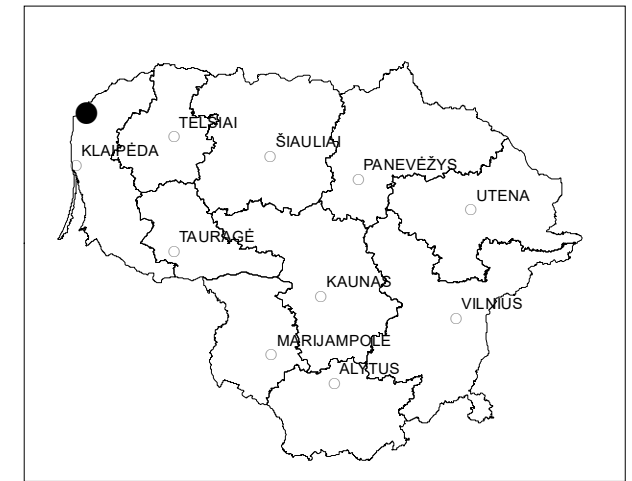 TELŠIAI
ŠIAULIAI
KLAIPĖDA
PANEVĖŽYS
UTENA
TAURAGĖ
KAUNAS
VILNIUS
MARIJAMPOLĖ
ALYTUS